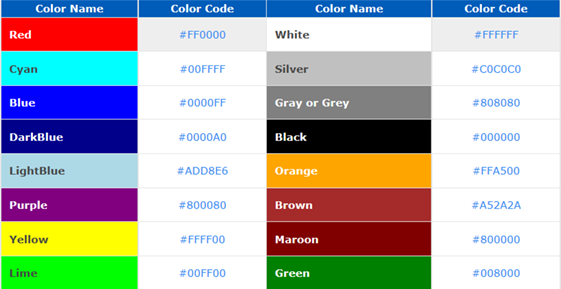 Color Name Color Code Color Name Color Code
Red #FF0000 White #FFFFFF
Cyan #00FFFF Silver #C0C0C0
Blue #0000FF Gray or Grey #808080
DarkBlue #0000A0 Black #000000
LightBlue #ADD8E6 Orange #FFA500
Purple #800080 Brown #A52A2A
Yellow #FFFF00 Maroon #800000
Lime #00FF00 Green #008000